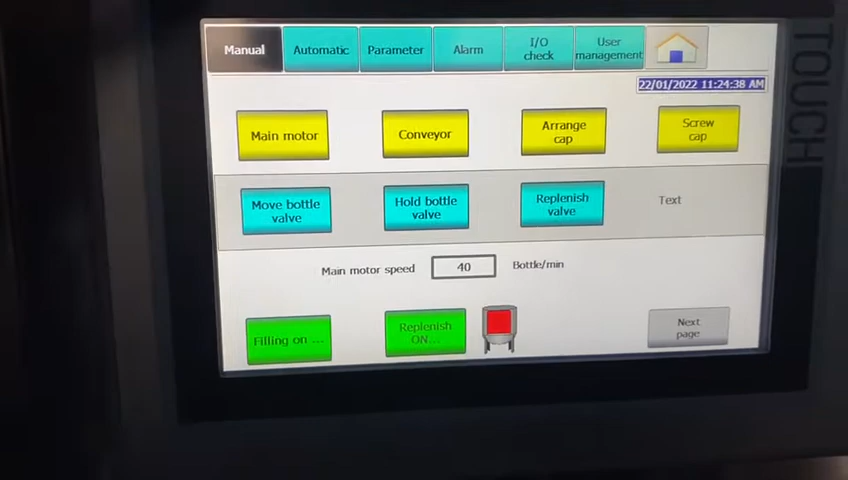 Manual
Automatic
Parameter
Alarm
I/O
check
User
management
22/01/2022 11:24:38 AM
Main motor
Conveyor
Arrange
cap
Screw
cap
Move bottle
valve
Hold bottle
valve
Replenish
valve
Text
Main motor speed 40 Bottle/min
Filling on ...
Replenish
ON...
Next
page
TOUCH